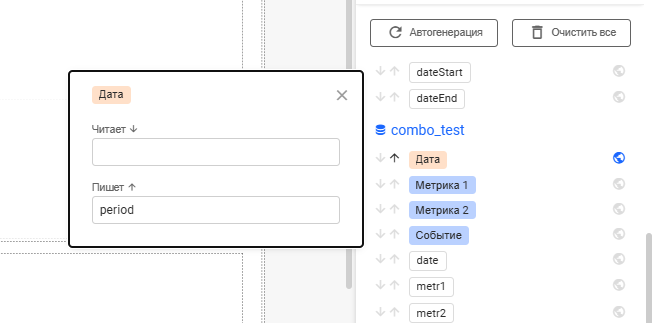 Автогенерация
Очистить все
dateStart
dateEnd
combo_test
Дата
Метрика 1
Метрика 2
Событие
date
metr1
metr2
Дата
Читает ↓
Пишет ↑
period